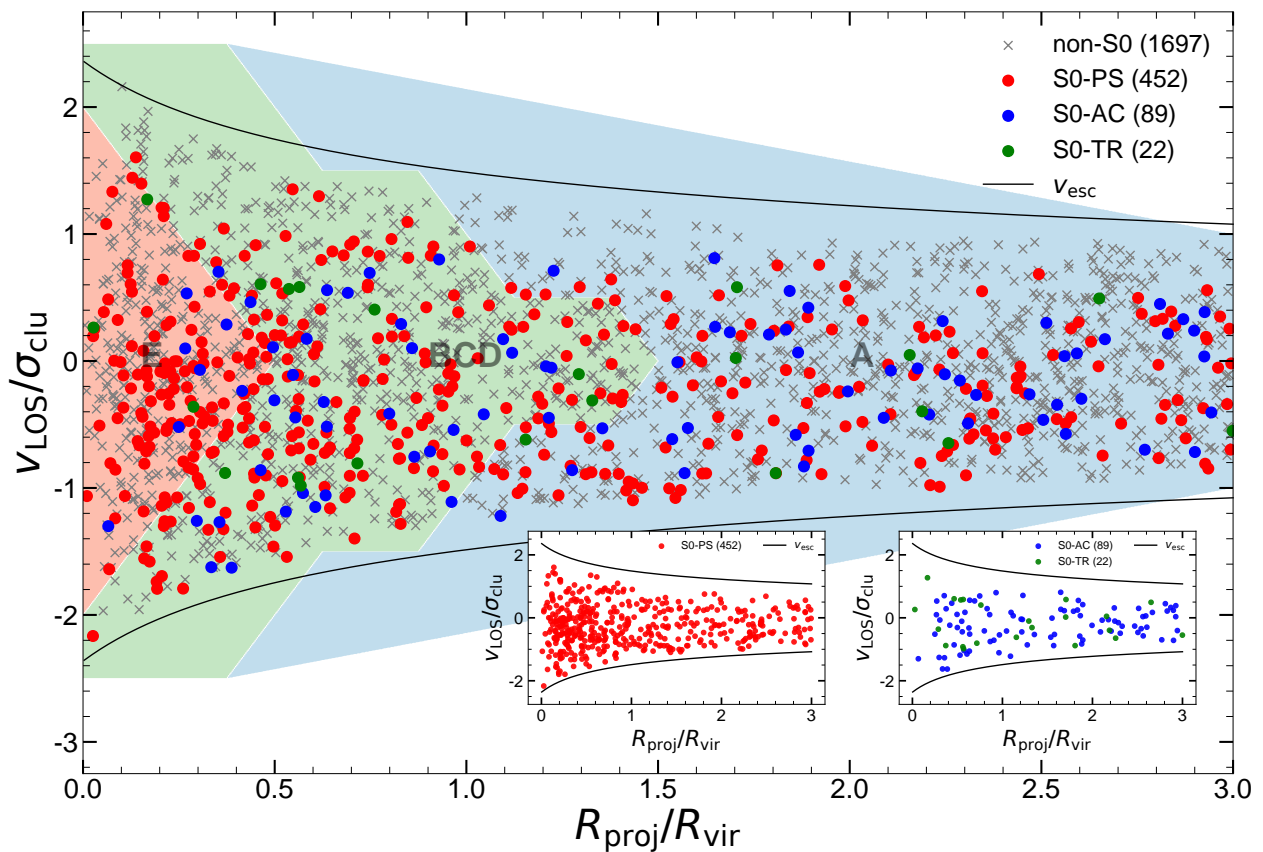 non-S0 (1697)
S0-PS (452)
S0-AC (89)
S0-TR (22)
v_esc
2
1
0
-1
-2
-3
v_LOS/σ_clu
E
BCD
A
S0-PS (452) v_esc
2
0
-2
v_LOS/σ_clu
0 1 2 3
R_proj/R_vir
S0-AC (89) v_esc
S0-TR (22)
2
0
-2
v_LOS/σ_clu
0 1 2 3
R_proj/R_vir
0.0 0.5 1.0 1.5 2.0 2.5 3.0
R_proj/R_vir